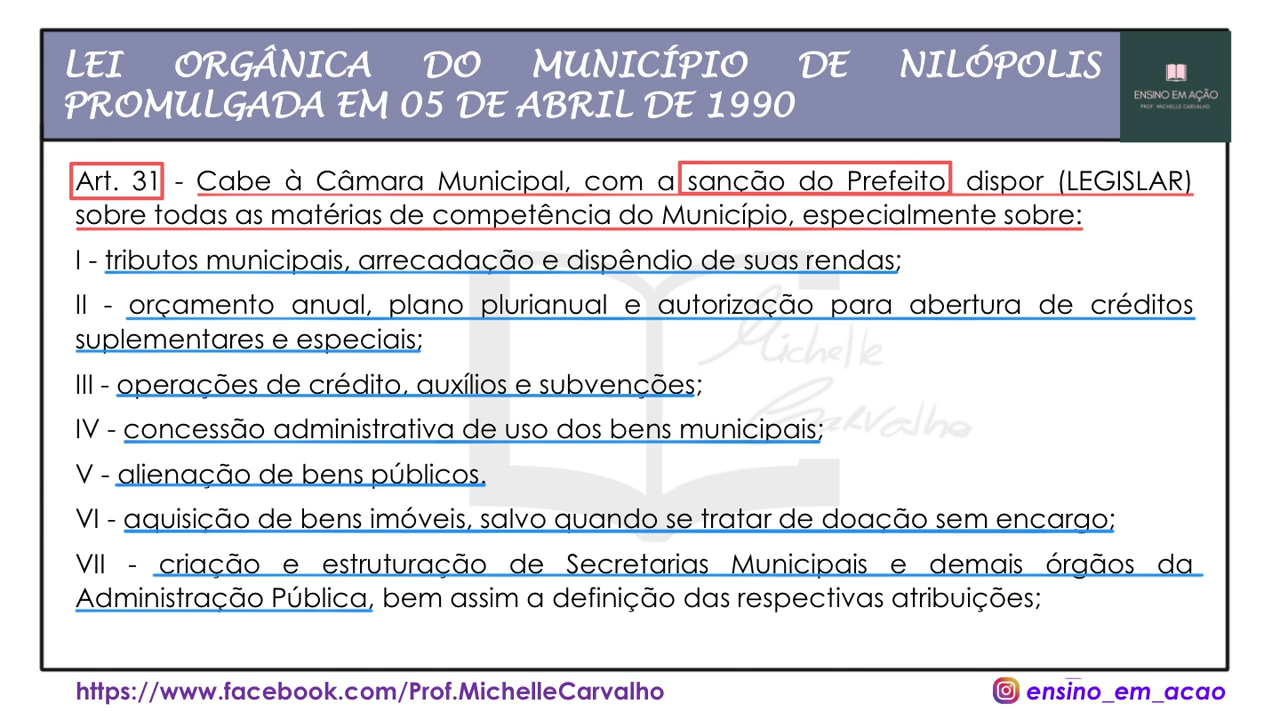 LEI ORGÂNICA DO MUNICÍPIO DE NILÓPOLIS
PROMULGADA EM 05 DE ABRIL DE 1990
ENSINO EM AÇÃO
PROF. MICHELLE CARVALHO
Art. 31 - Cabe à Câmara Municipal, com a sanção do Prefeito, dispor (LEGISLAR)
sobre todas as matérias de competência do Município, especialmente sobre:
I - tributos municipais, arrecadação e dispêndio de suas rendas;
II - orçamento anual, plano plurianual e autorização para abertura de créditos
suplementares e especiais;
III - operações de crédito, auxílios e subvenções;
IV - concessão administrativa de uso dos bens municipais;
V - alienação de bens públicos.
VI - aquisição de bens imóveis, salvo quando se tratar de doação sem encargo;
VII - criação e estruturação de Secretarias Municipais e demais órgãos da
Administração Pública, bem assim a definição das respectivas atribuições;
Michelle
Carvalho
https://www.facebook.com/Prof.MichelleCarvalho
ensino_em_acao